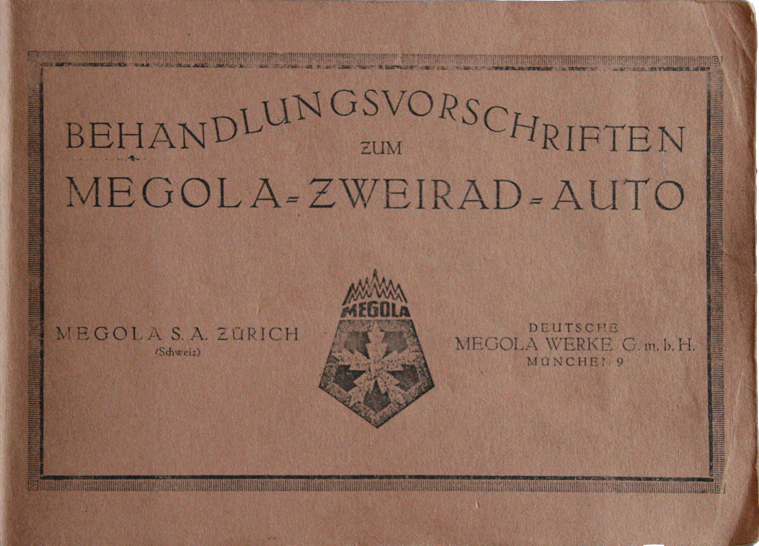 BEHANDLUNGSVORSCHRIFTEN
ZUM
MEGOLA=ZWEIRAD=AUTO
MEGOLA S.A. ZÜRICH
(Schweiz)
MEGOLA
DEUTSCHE
MEGOLA WERKE G. m. b. H.
MÜNCHEN 9